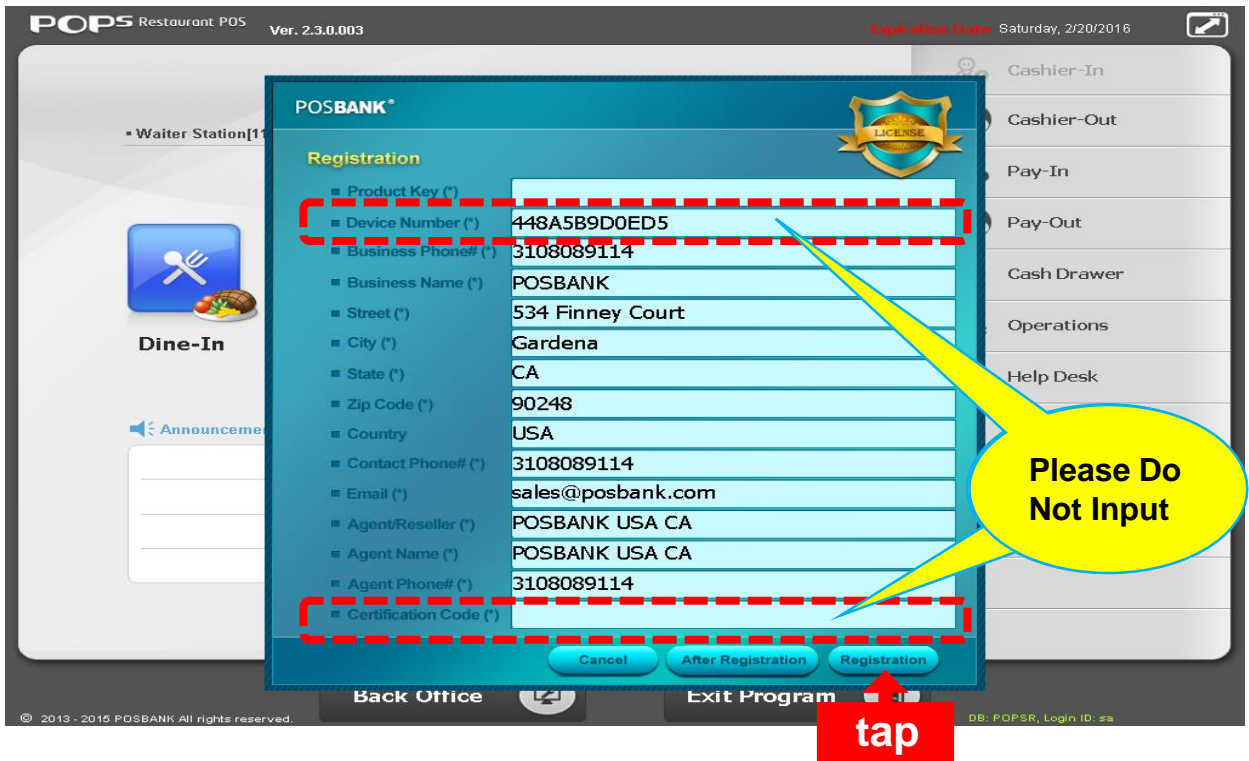 POPS Restaurant POS Ver. 2.3.0.003 Expiration Date Saturday, 2/20/2016
Cashier-In
Cashier-Out
Pay-In
Pay-Out
Cash Drawer
Operations
Help Desk
▪ Waiter Station[11
Dine-In
Announcemen
POSBANK®
LICENSE
Registration
Product Key (*)
Device Number (*) 448A5B9D0ED5
Business Phone# (*) 3108089114
Business Name (*) POSBANK
Street (*) 534 Finney Court
City (*) Gardena
State (*) CA
Zip Code (*) 90248
Country USA
Contact Phone# (*) 3108089114
Email (*) sales@posbank.com
Agent/Reseller (*) POSBANK USA CA
Agent Name (*) POSBANK USA CA
Agent Phone# (*) 3108089114
Certification Code (*)
Please Do
Not Input
Cancel After Registration Registration
Back Office Exit Program
tap
© 2013 - 2015 POSBANK All rights reserved. DB: POPSR, Login ID: sa